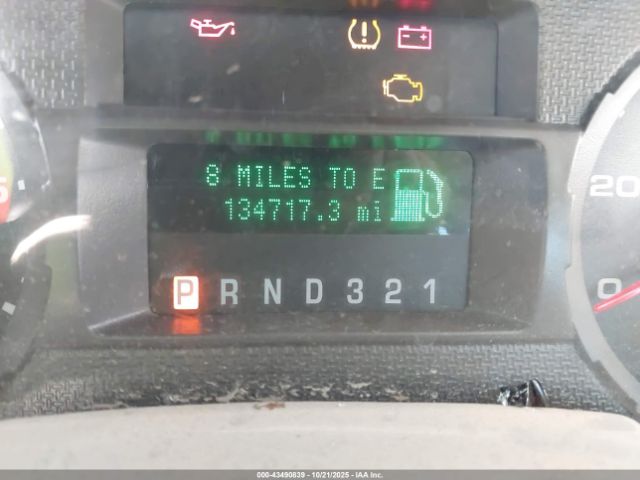 8 MILES TO E
134717.3 mi
P R N D 3 2 1
20
0
000-43490839 - 10/21/2025 - © IAA, Inc.